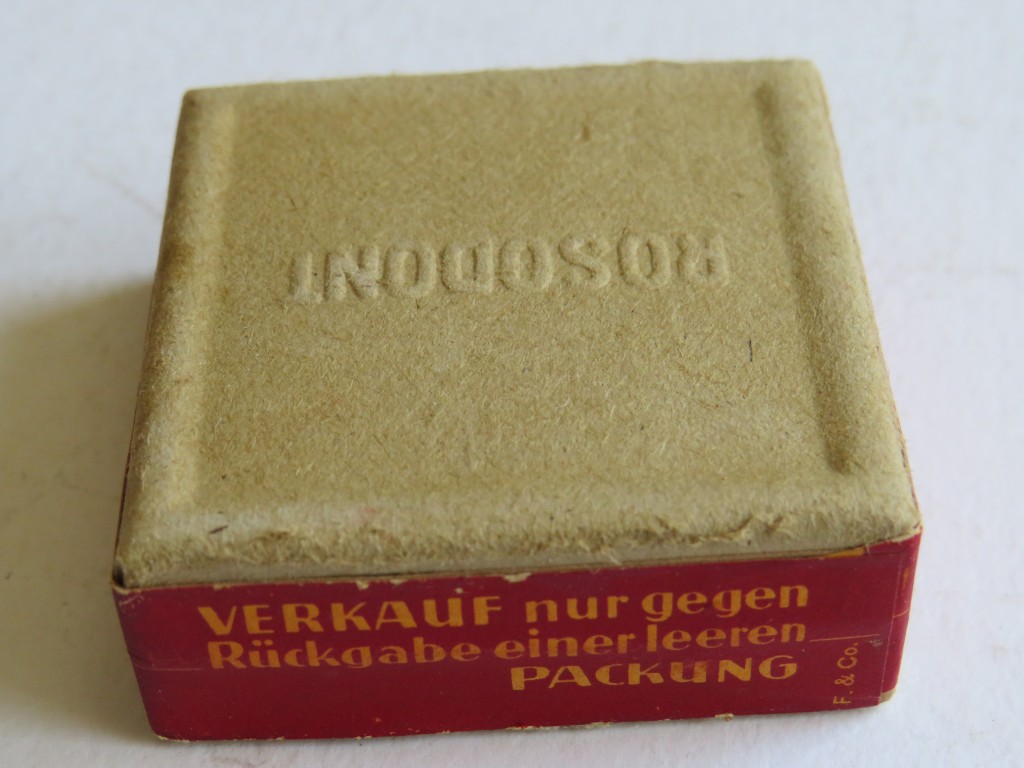 ROSODONT
VERKAUF nur gegen
Rückgabe einer leeren
PACKUNG
F. & Co.